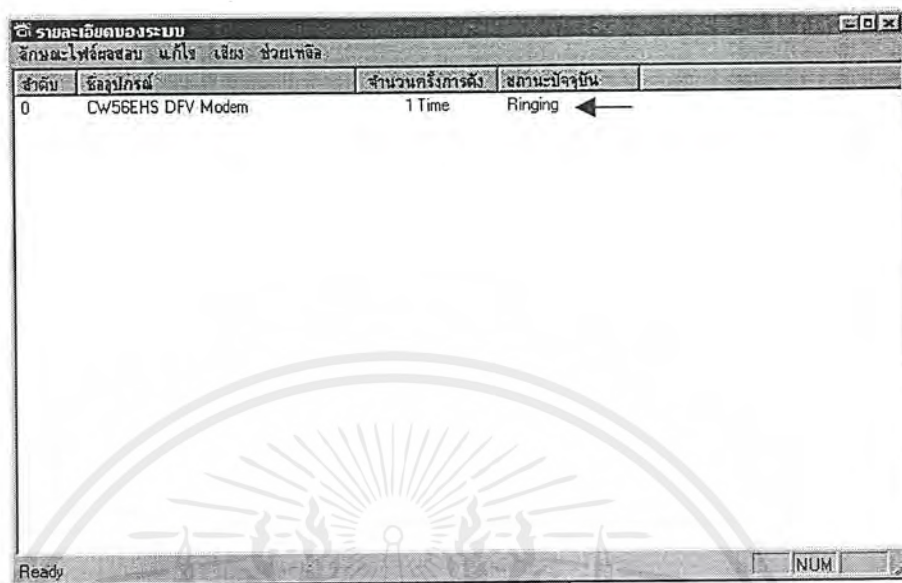 รายละเอียดของระบบ
ลักษณะไฟล์ผลสอบ แก้ไข เสียง ช่วยเหลือ
ลำดับ ชื่ออุปกรณ์ จำนวนครั้งการดัง สถานะปัจจุบัน
0 CW56EHS DFV Modem 1 Time Ringing
Ready NUM